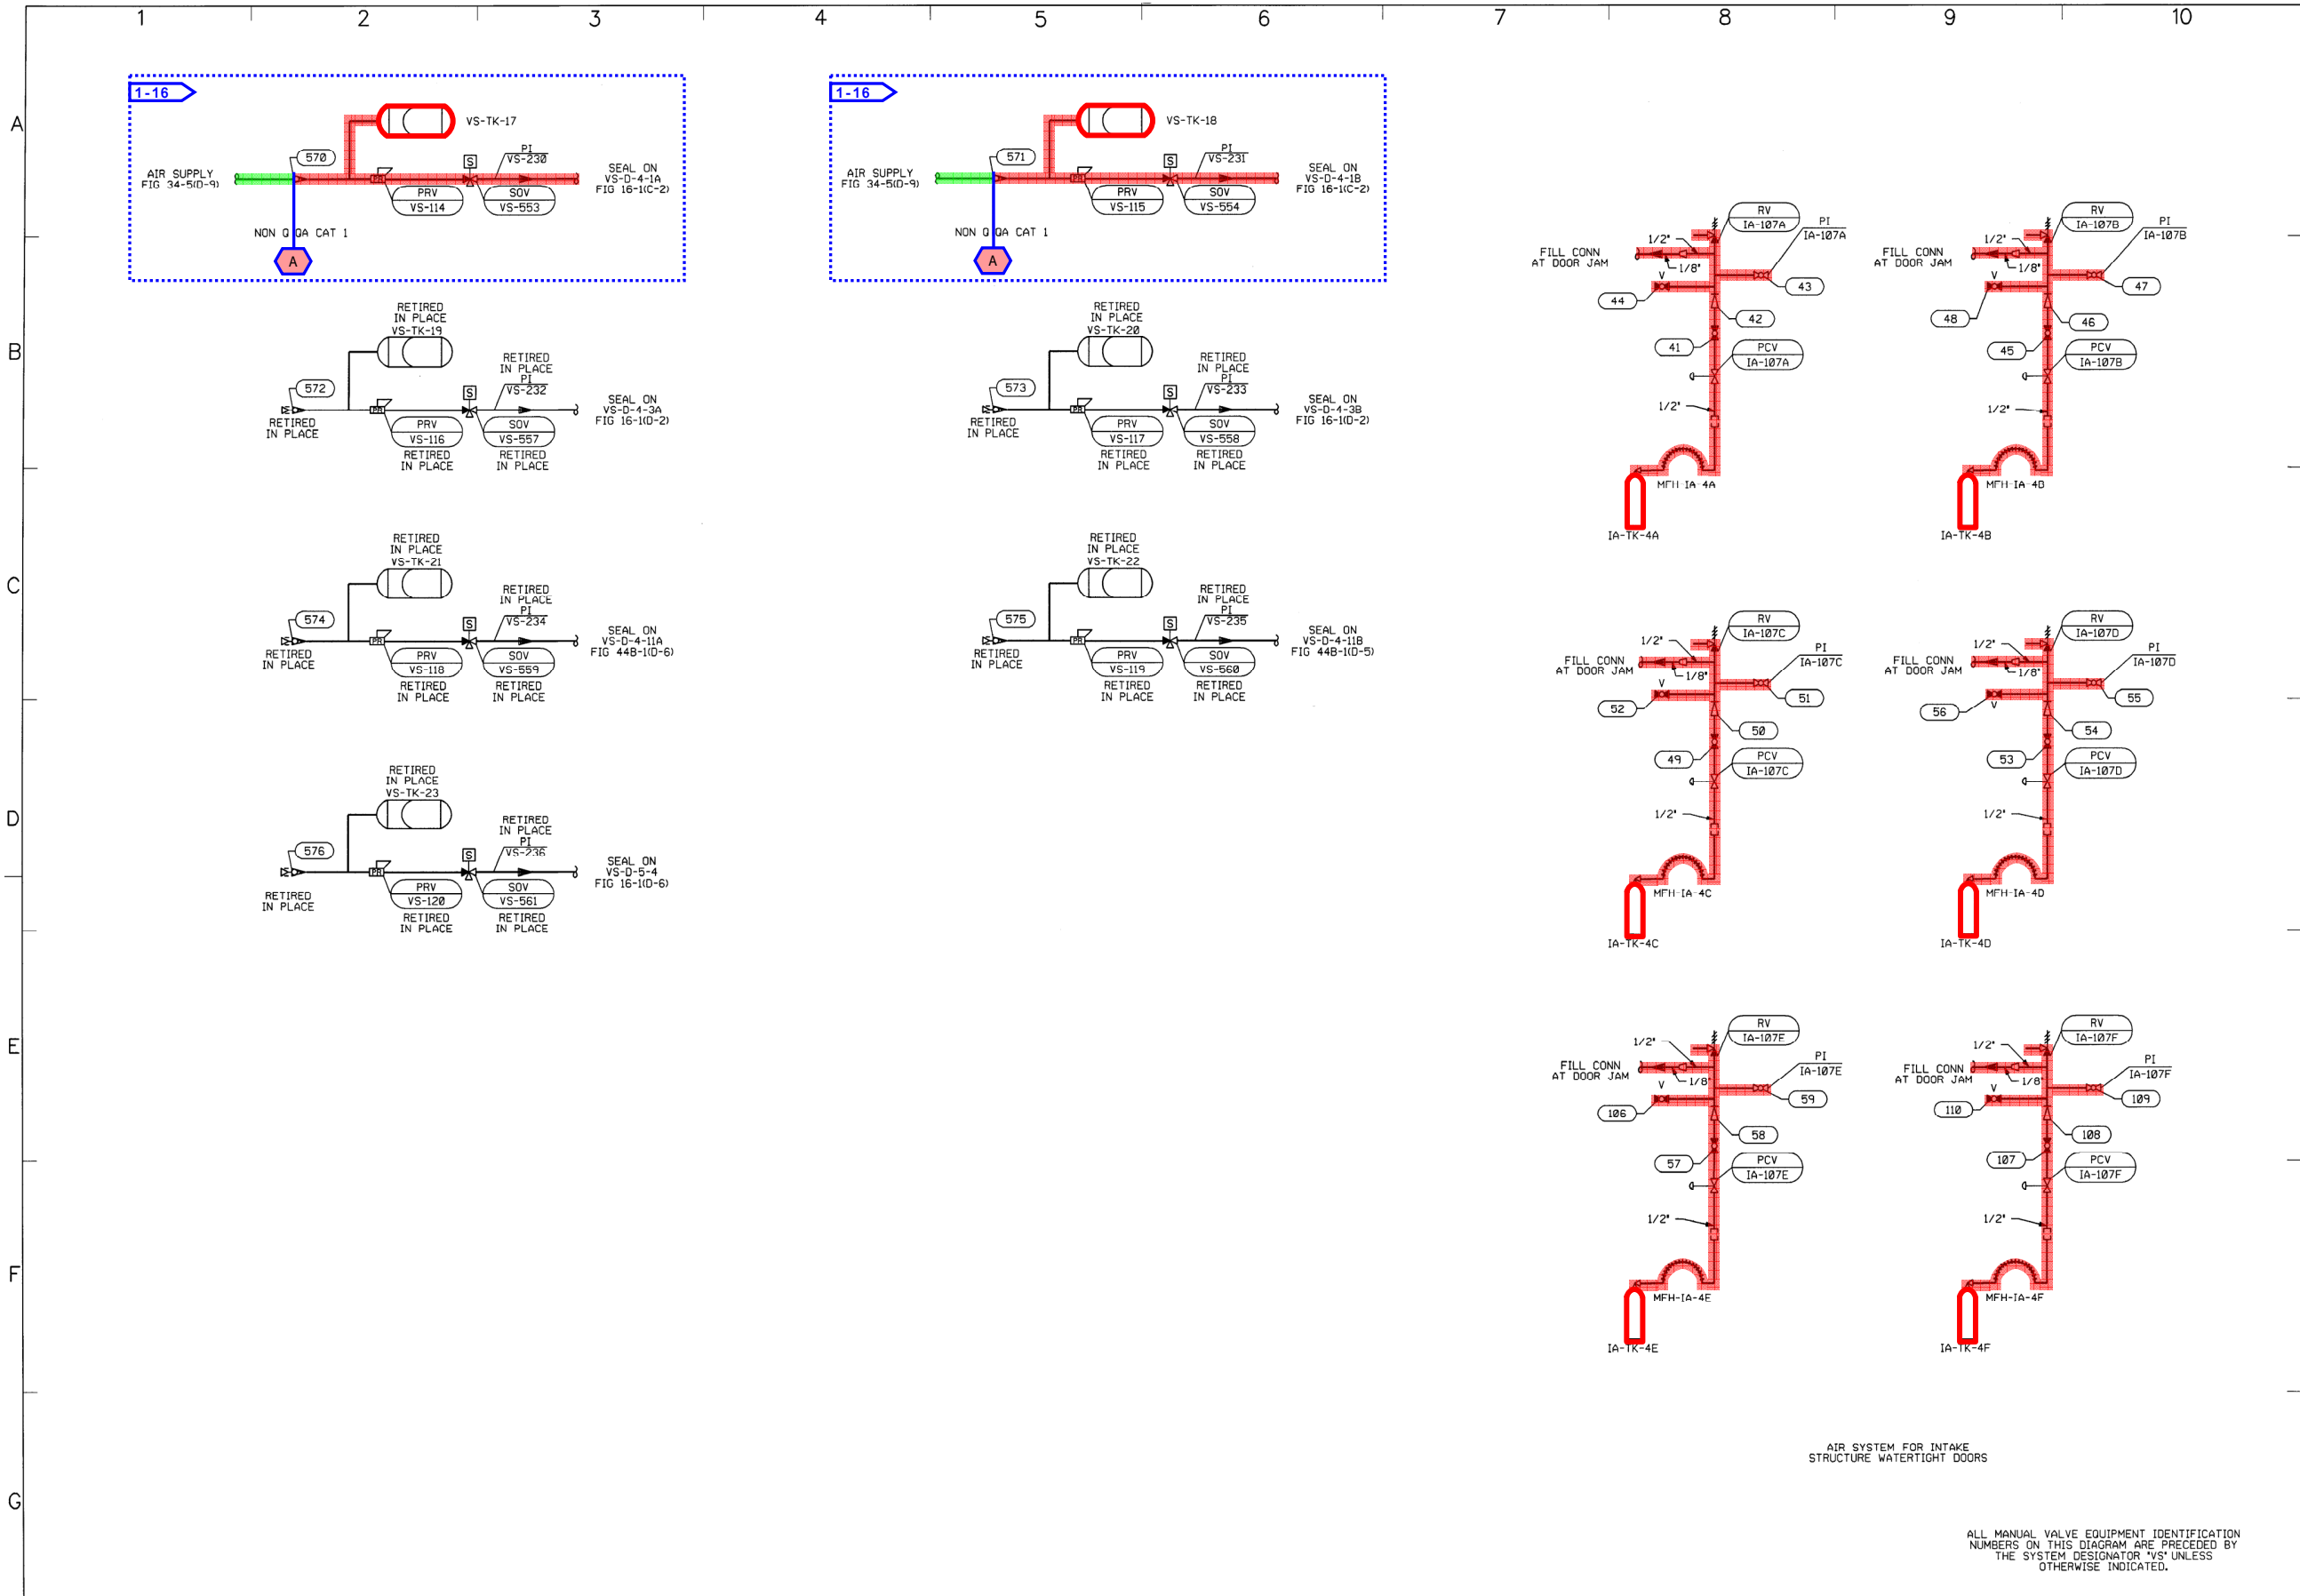 1 2 3 4 5 6 7 8 9 10
A
B
C
D
E
F
G
1-16
VS-TK-17
570
AIR SUPPLY
FIG 34-5(D-9)
PI
VS-230
S
PR
PRV
VS-114
SOV
VS-553
SEAL ON
VS-D-4-1A
FIG 16-1(C-2)
NON Q QA CAT 1
A
1-16
VS-TK-18
571
AIR SUPPLY
FIG 34-5(D-9)
PI
VS-231
S
PR
PRV
VS-115
SOV
VS-554
SEAL ON
VS-D-4-1B
FIG 16-1(C-2)
NON Q QA CAT 1
A
RETIRED
IN PLACE
VS-TK-19
572
RETIRED
IN PLACE
RETIRED
IN PLACE
PI
VS-232
S
PR
PRV
VS-116
RETIRED
IN PLACE
SOV
VS-557
RETIRED
IN PLACE
SEAL ON
VS-D-4-3A
FIG 16-1(D-2)
RETIRED
IN PLACE
VS-TK-20
573
RETIRED
IN PLACE
RETIRED
IN PLACE
PI
VS-233
S
PR
PRV
VS-117
RETIRED
IN PLACE
SOV
VS-558
RETIRED
IN PLACE
SEAL ON
VS-D-4-3B
FIG 16-1(D-2)
RETIRED
IN PLACE
VS-TK-21
574
RETIRED
IN PLACE
RETIRED
IN PLACE
PI
VS-234
S
PR
PRV
VS-118
RETIRED
IN PLACE
SOV
VS-559
RETIRED
IN PLACE
SEAL ON
VS-D-4-11A
FIG 44B-1(D-6)
RETIRED
IN PLACE
VS-TK-22
575
RETIRED
IN PLACE
RETIRED
IN PLACE
PI
VS-235
S
PR
PRV
VS-119
RETIRED
IN PLACE
SOV
VS-560
RETIRED
IN PLACE
SEAL ON
VS-D-4-11B
FIG 44B-1(D-5)
RETIRED
IN PLACE
VS-TK-23
576
RETIRED
IN PLACE
RETIRED
IN PLACE
PI
VS-236
S
PR
PRV
VS-120
RETIRED
IN PLACE
SOV
VS-561
RETIRED
IN PLACE
SEAL ON
VS-D-5-4
FIG 16-1(D-6)
RV
IA-107A
PI
IA-107A
1/2"
FILL CONN
AT DOOR JAM
1/8"
V
44
43
42
41
PCV
IA-107A
1/2"
MFH-IA-4A
IA-TK-4A
RV
IA-107B
PI
IA-107B
1/2"
FILL CONN
AT DOOR JAM
1/8"
V
48
47
46
45
PCV
IA-107B
1/2"
MFH-IA-4B
IA-TK-4B
RV
IA-107C
PI
IA-107C
1/2"
FILL CONN
AT DOOR JAM
1/8"
V
52
51
50
49
PCV
IA-107C
1/2"
MFH-IA-4C
IA-TK-4C
RV
IA-107D
PI
IA-107D
1/2"
FILL CONN
AT DOOR JAM
1/8"
V
56
55
54
53
PCV
IA-107D
1/2"
MFH-IA-4D
IA-TK-4D
RV
IA-107E
PI
IA-107E
1/2"
FILL CONN
AT DOOR JAM
1/8"
V
106
59
58
57
PCV
IA-107E
1/2"
MFH-IA-4E
IA-TK-4E
RV
IA-107F
PI
IA-107F
1/2"
FILL CONN
AT DOOR JAM
1/8"
V
110
109
108
107
PCV
IA-107F
1/2"
MFH-IA-4F
IA-TK-4F
AIR SYSTEM FOR INTAKE
STRUCTURE WATERTIGHT DOORS
ALL MANUAL VALVE EQUIPMENT IDENTIFICATION
NUMBERS ON THIS DIAGRAM ARE PRECEDED BY
THE SYSTEM DESIGNATOR "VS" UNLESS
OTHERWISE INDICATED.